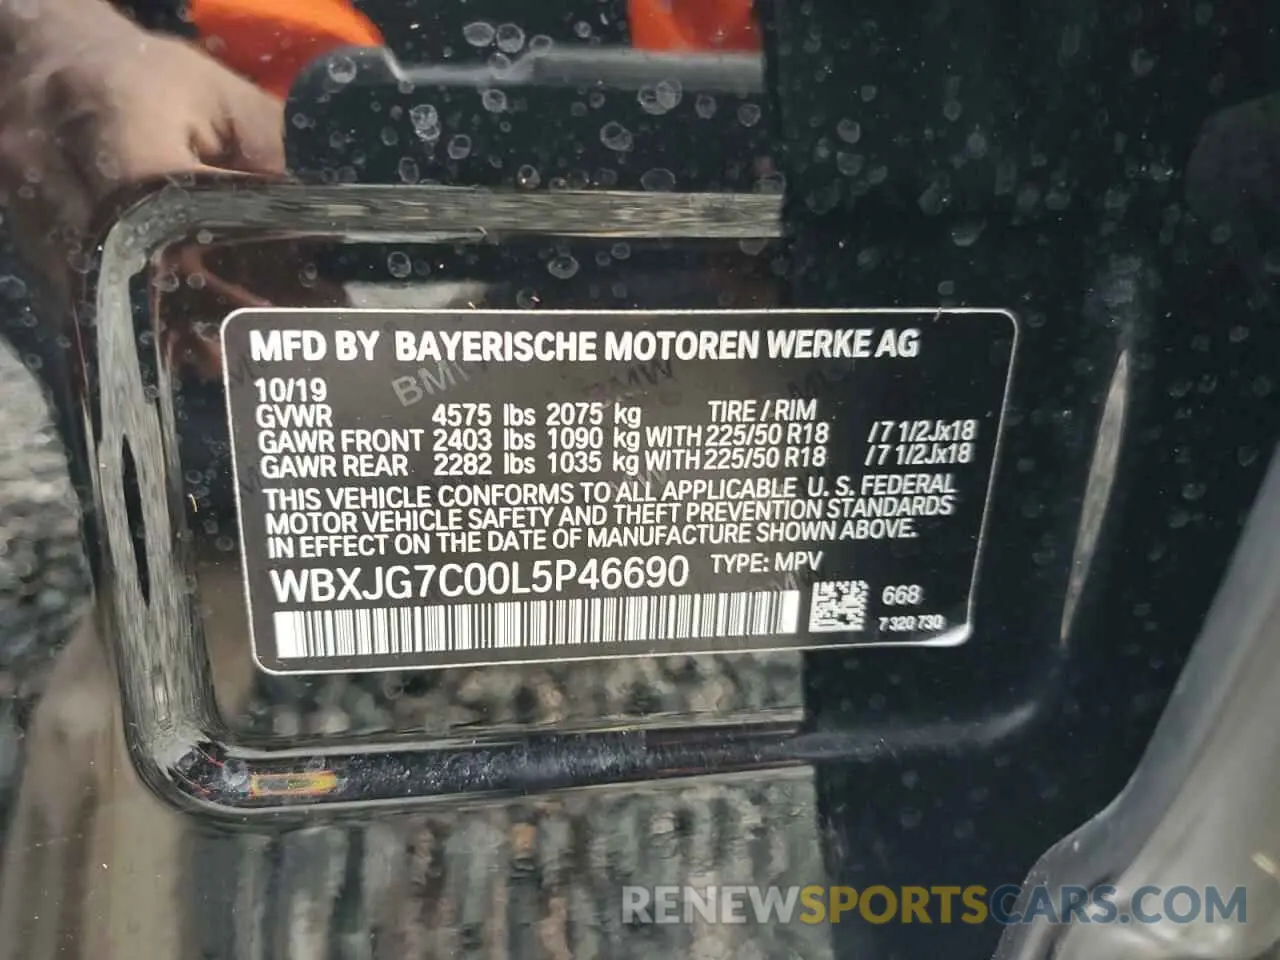 MFD BY BAYERISCHE MOTOREN WERKE AG
10/19
GVWR 4575 lbs 2075 kg TIRE / RIM
GAWR FRONT 2403 lbs 1090 kg WITH 225/50 R18 /7 1/2Jx18
GAWR REAR 2282 lbs 1035 kg WITH 225/50 R18 /7 1/2Jx18
THIS VEHICLE CONFORMS TO ALL APPLICABLE U. S. FEDERAL
MOTOR VEHICLE SAFETY AND THEFT PREVENTION STANDARDS
IN EFFECT ON THE DATE OF MANUFACTURE SHOWN ABOVE.
WBXJG7C00L5P46690 TYPE: MPV
668
7 320 730
RENEWSPORTSCARS.COM